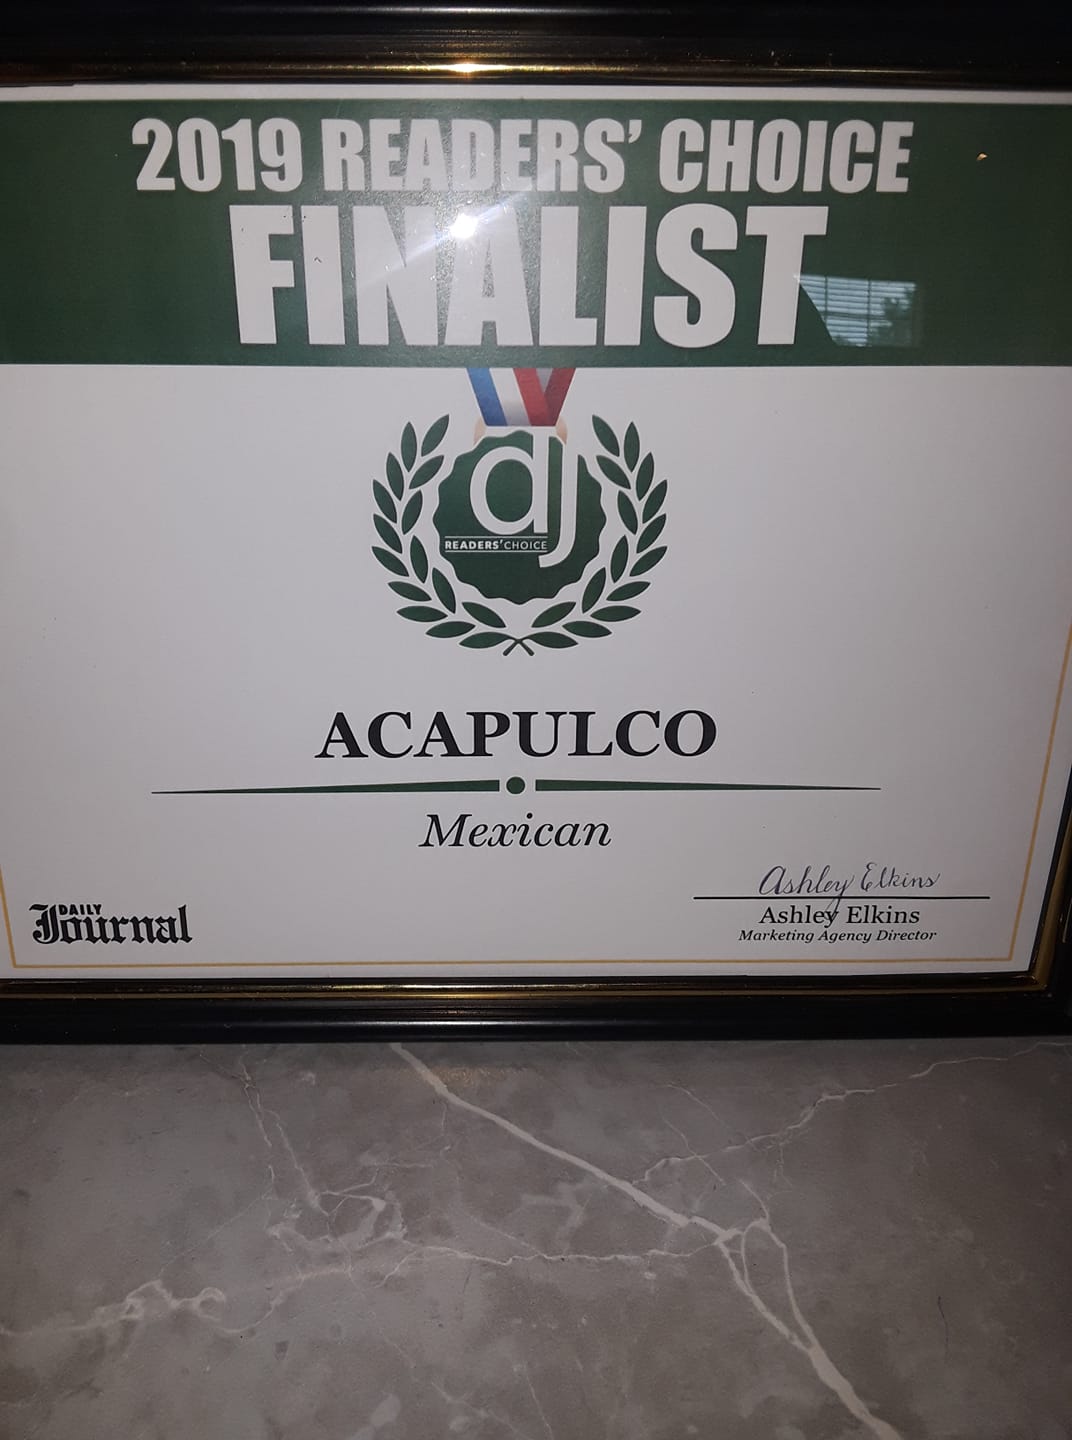 2019 READERS' CHOICE
FINALIST
dj
READERS' CHOICE
ACAPULCO
Mexican
DAILY
Journal
Ashley Elkins
Ashley Elkins
Marketing Agency Director